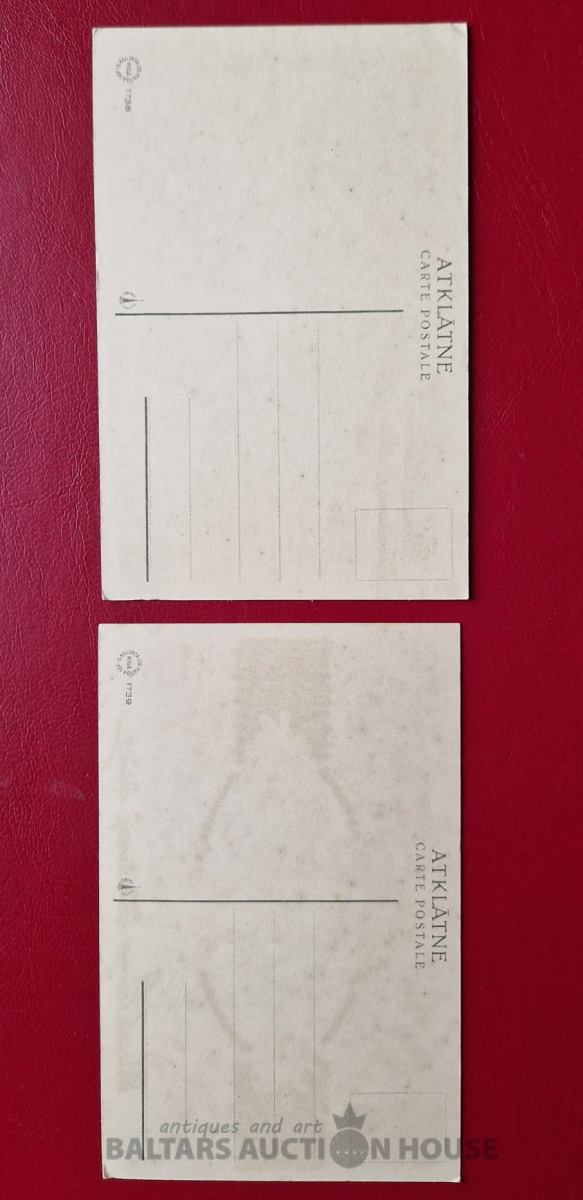 1738
ATKLĀTNE
CARTE POSTALE
1739
ATKLĀTNE
CARTE POSTALE
antiques and art
BALTARS AUCTION HOUSE